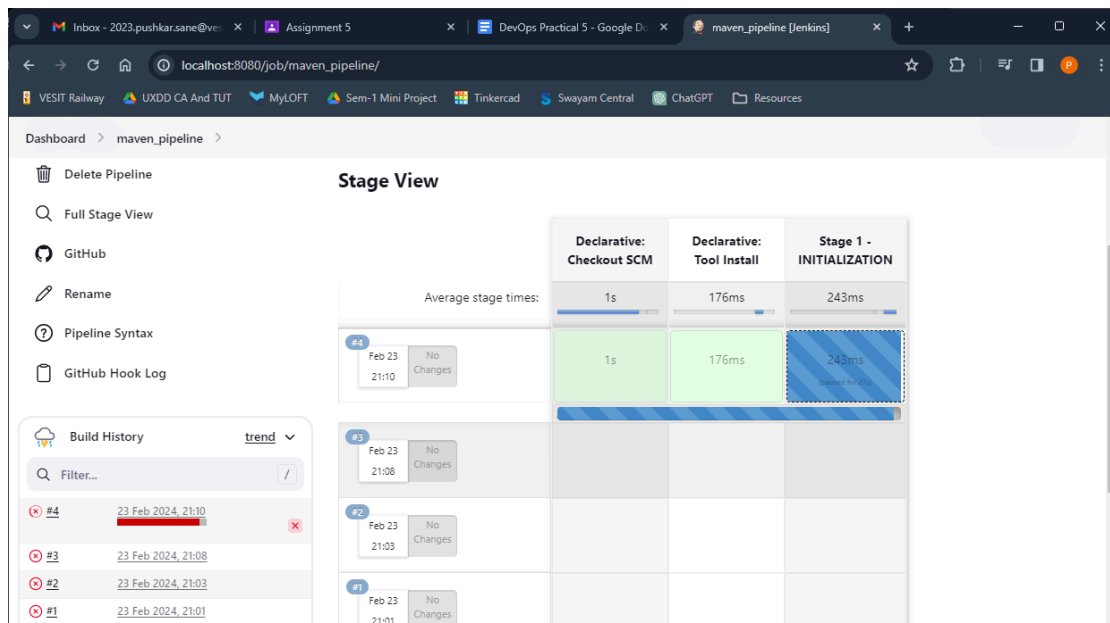 Inbox - 2023.pushkar.sane@ves
Assignment 5
DevOps Practical 5 - Google Do
maven_pipeline [Jenkins]
localhost:8080/job/maven_pipeline/
P
VESIT Railway
UXDD CA And TUT
MyLOFT
Sem-1 Mini Project
Tinkercad
Swayam Central
ChatGPT
Resources
Dashboard > maven_pipeline >
Delete Pipeline
Full Stage View
GitHub
Rename
Pipeline Syntax
GitHub Hook Log
Build History
trend
Filter...
/
#4
23 Feb 2024, 21:10
#3
23 Feb 2024, 21:08
#2
23 Feb 2024, 21:03
#1
23 Feb 2024, 21:01
Stage View
Declarative:
Checkout SCM
Declarative:
Tool Install
Stage 1 -
INITIALIZATION
Average stage times:
1s
176ms
243ms
#4
Feb 23
21:10
No
Changes
1s
176ms
243ms
(paused for 27s)
#3
Feb 23
21:08
No
Changes
#2
Feb 23
21:03
No
Changes
#1
Feb 23
21:01
No
Changes